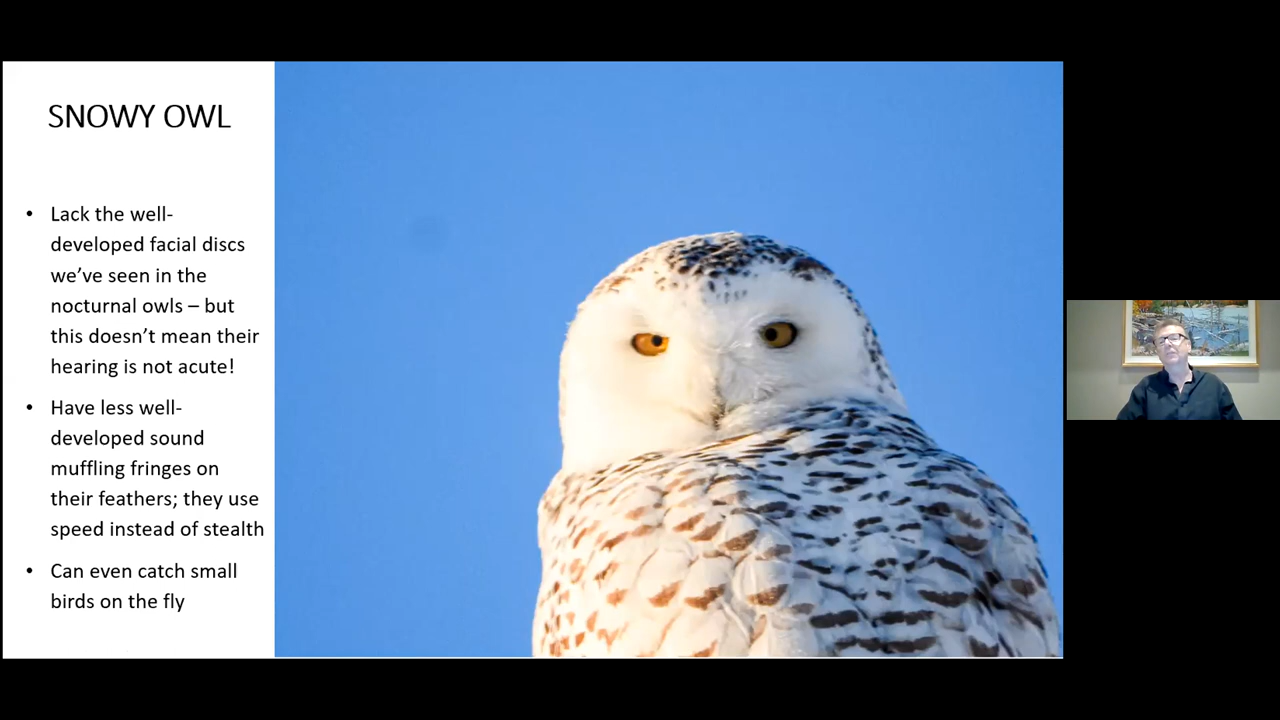 SNOWY OWL
• Lack the well-
developed facial discs
we’ve seen in the
nocturnal owls – but
this doesn’t mean their
hearing is not acute!
• Have less well-
developed sound
muffling fringes on
their feathers; they use
speed instead of stealth
• Can even catch small
birds on the fly